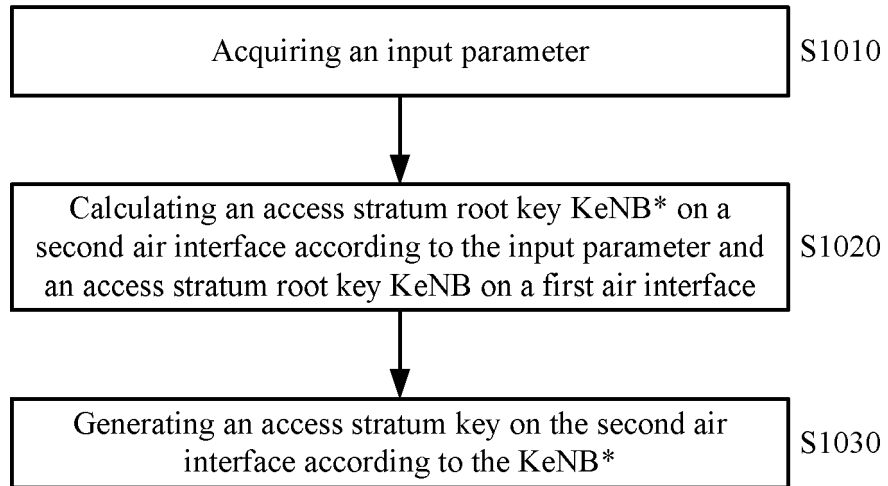 Acquiring an input parameter
S1010
Calculating an access stratum root key KeNB* on a
second air interface according to the input parameter and
an access stratum root key KeNB on a first air interface
S1020
Generating an access stratum key on the second air
interface according to the KeNB*
S1030